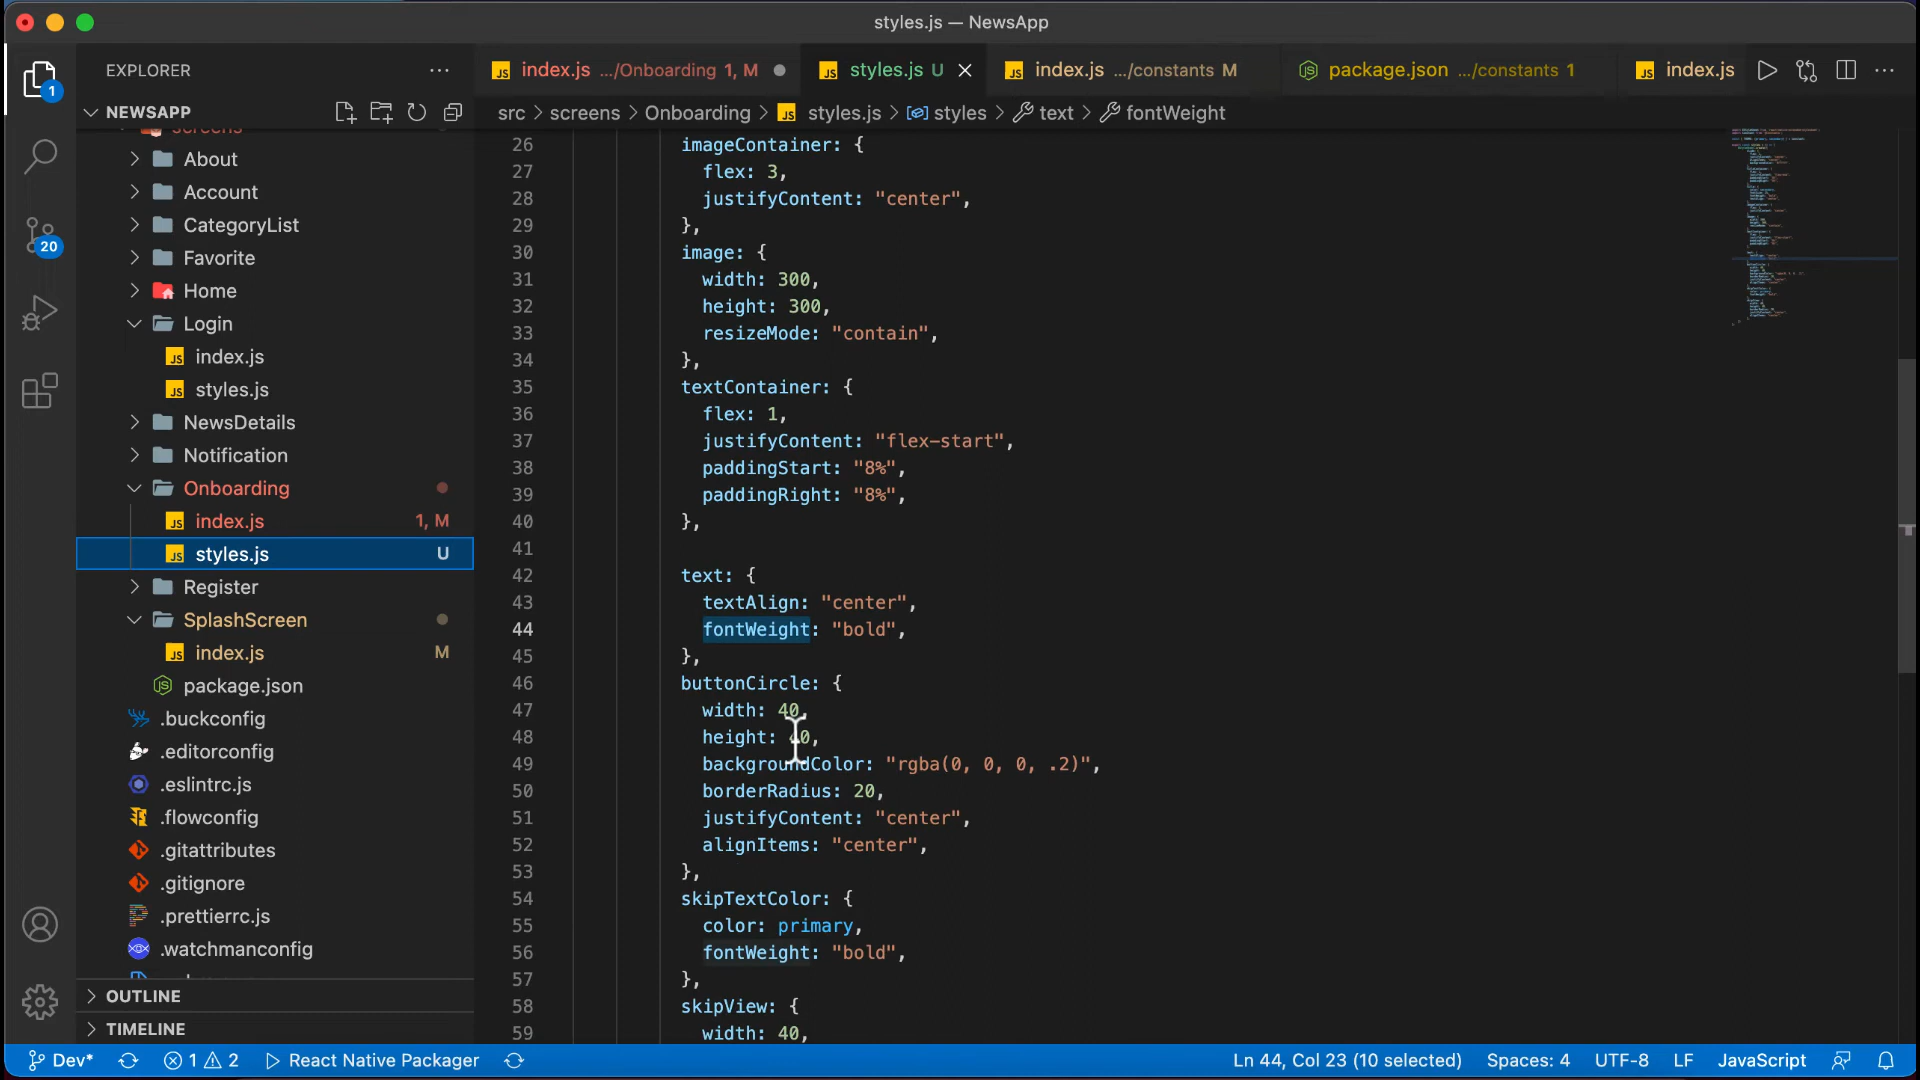 styles.js — NewsApp
EXPLORER
index.js .../Onboarding 1, M
styles.js U
index.js .../constants M
package.json .../constants 1
index.js
NEWSAPP
src > screens > Onboarding > styles.js > styles > text > fontWeight
screens
About
Account
CategoryList
Favorite
Home
Login
index.js
styles.js
NewsDetails
Notification
Onboarding
index.js 1, M
styles.js U
Register
SplashScreen
index.js M
package.json
.buckconfig
.editorconfig
.eslintrc.js
.flowconfig
.gitattributes
.gitignore
.prettierrc.js
.watchmanconfig
OUTLINE
TIMELINE
1
20
26 imageContainer: {
27 flex: 3,
28 justifyContent: "center",
29 },
30 image: {
31 width: 300,
32 height: 300,
33 resizeMode: "contain",
34 },
35 textContainer: {
36 flex: 1,
37 justifyContent: "flex-start",
38 paddingStart: "8%",
39 paddingRight: "8%",
40 },
41
42 text: {
43 textAlign: "center",
44 fontWeight: "bold",
45 },
46 buttonCircle: {
47 width: 40,
48 height: 40,
49 backgroundColor: "rgba(0, 0, 0, .2)",
50 borderRadius: 20,
51 justifyContent: "center",
52 alignItems: "center",
53 },
54 skipTextColor: {
55 color: primary,
56 fontWeight: "bold",
57 },
58 skipView: {
59 width: 40,
Dev* 1 2 React Native Packager Ln 44, Col 23 (10 selected) Spaces: 4 UTF-8 LF JavaScript